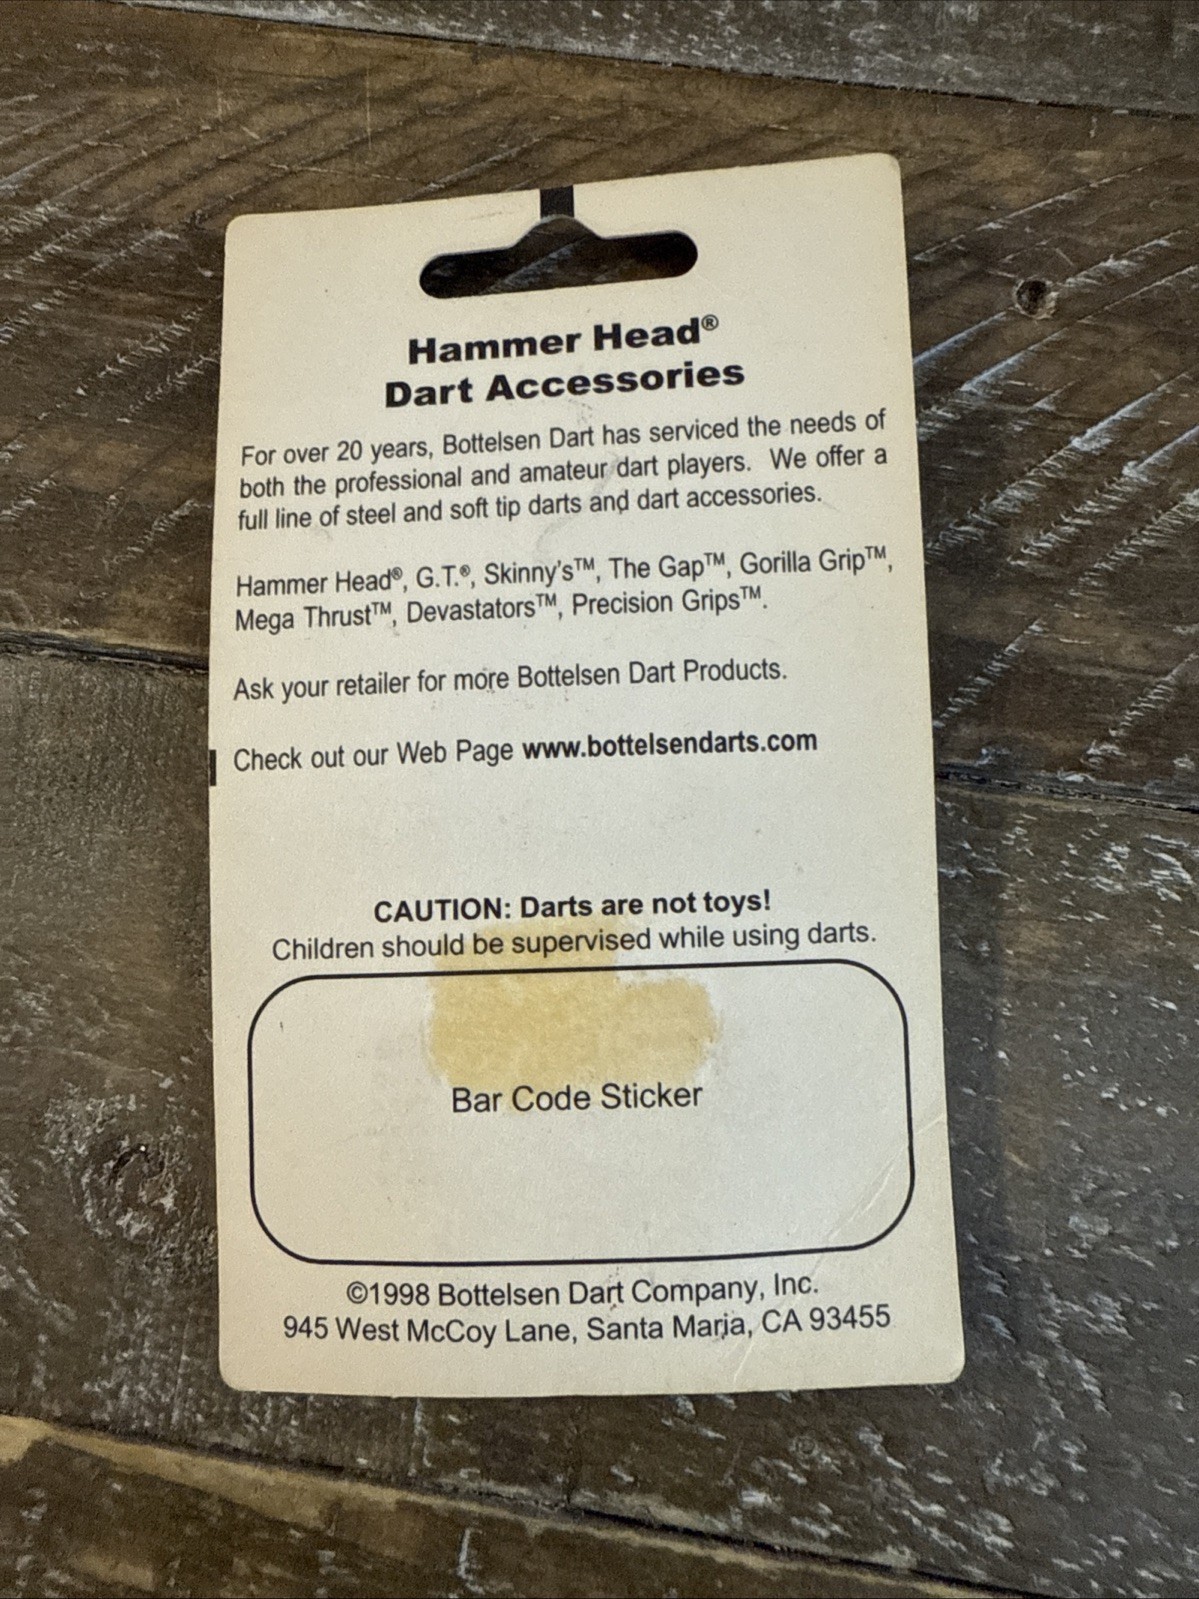 Hammer Head®
Dart Accessories
For over 20 years, Bottelsen Dart has serviced the needs of
both the professional and amateur dart players. We offer a
full line of steel and soft tip darts and dart accessories.
Hammer Head®, G.T.®, Skinny's™, The Gap™, Gorilla Grip™,
Mega Thrust™, Devastators™, Precision Grips™.
Ask your retailer for more Bottelsen Dart Products.
Check out our Web Page www.bottelsendarts.com
CAUTION: Darts are not toys!
Children should be supervised while using darts.
Bar Code Sticker
©1998 Bottelsen Dart Company, Inc.
945 West McCoy Lane, Santa Maria, CA 93455